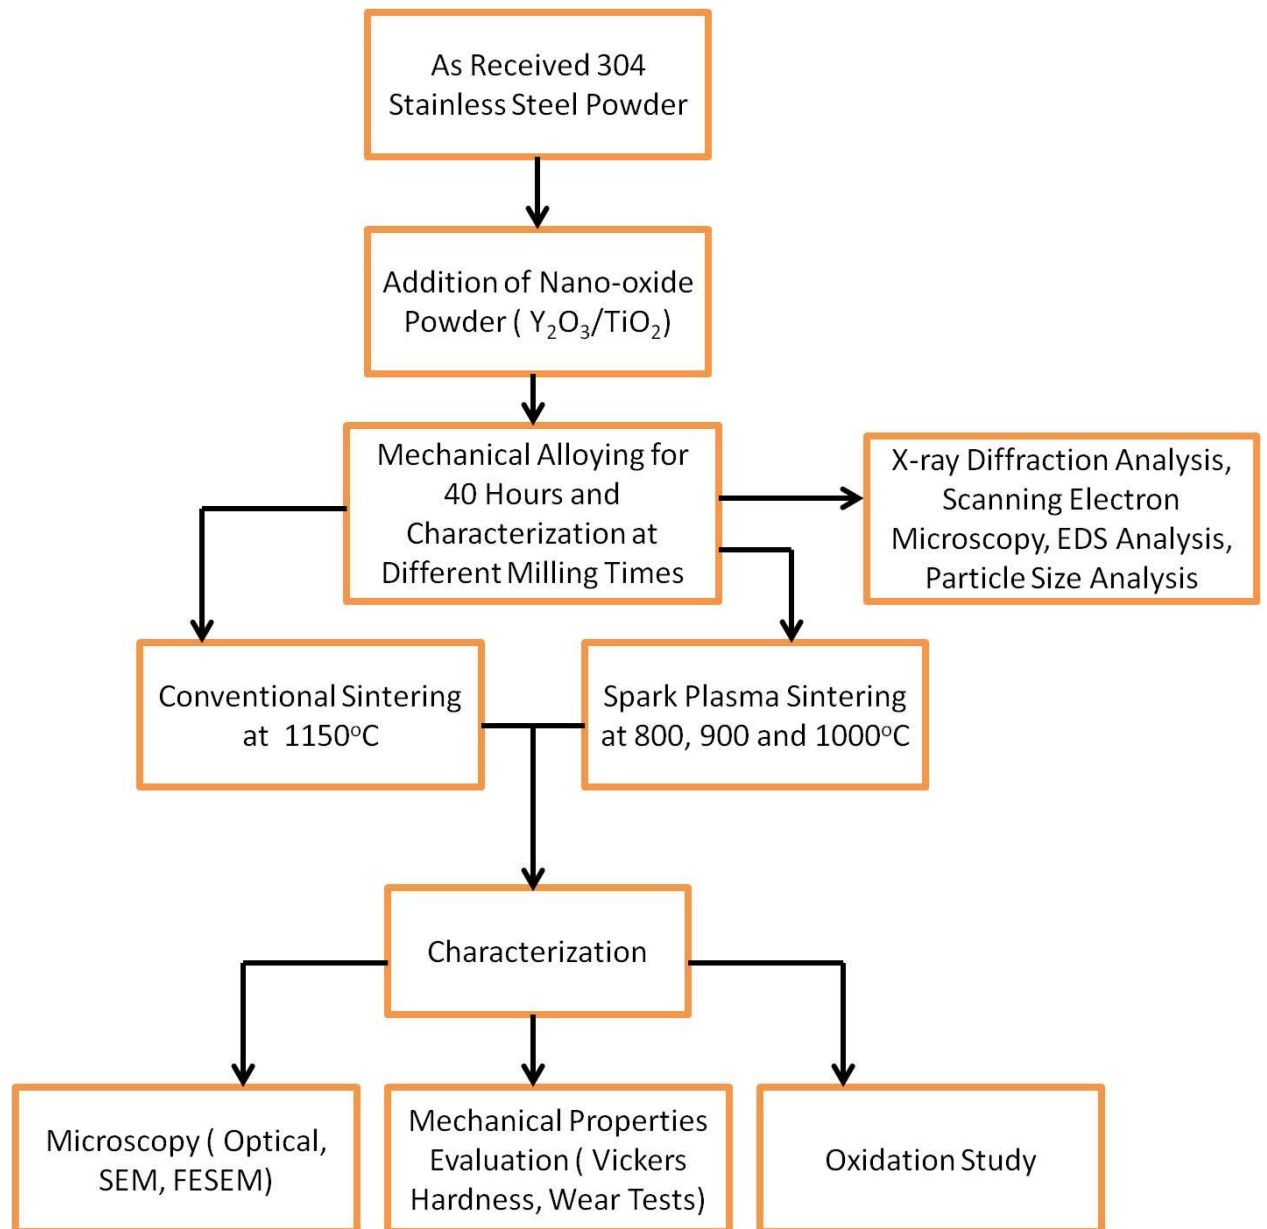 As Received 304
Stainless Steel Powder
Addition of Nano-oxide
Powder ( Y₂O₃/TiO₂)
Mechanical Alloying for
40 Hours and
Characterization at
Different Milling Times
X-ray Diffraction Analysis,
Scanning Electron
Microscopy, EDS Analysis,
Particle Size Analysis
Conventional Sintering
at 1150°C
Spark Plasma Sintering
at 800, 900 and 1000°C
Characterization
Microscopy ( Optical,
SEM, FESEM)
Mechanical Properties
Evaluation ( Vickers
Hardness, Wear Tests)
Oxidation Study